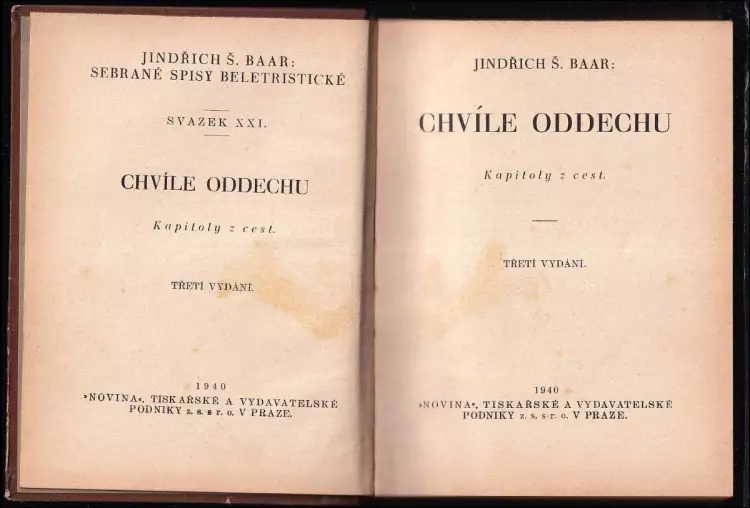 JINDŘICH Š. BAAR:
SEBRANÉ SPISY BELETRISTICKÉ
SVAZEK XXI.
CHVÍLE ODDECHU
Kapitoly z cest.
TŘETÍ VYDÁNÍ.
1940
»NOVINA«, TISKAŘSKÉ A VYDAVATELSKÉ
PODNIKY z. s. s r. o. V PRAZE.
JINDŘICH Š. BAAR:
CHVÍLE ODDECHU
Kapitoly z cest.
TŘETÍ VYDÁNÍ.
1940
»NOVINA«, TISKAŘSKÉ A VYDAVATELSKÉ
PODNIKY z. s. s r. o. V PRAZE.